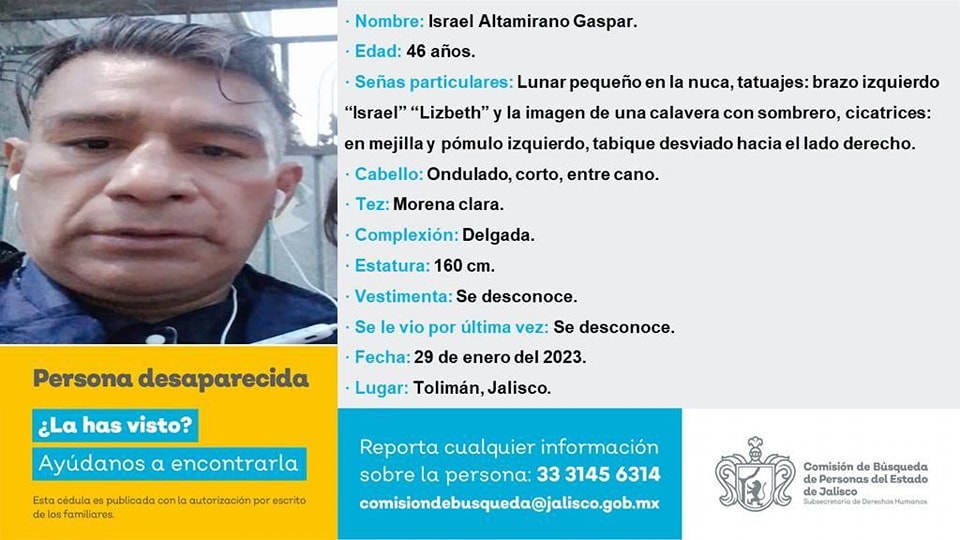 · Nombre: Israel Altamirano Gaspar.
· Edad: 46 años.
· Señas particulares: Lunar pequeño en la nuca, tatuajes: brazo izquierdo
“Israel” “Lizbeth” y la imagen de una calavera con sombrero, cicatrices:
en mejilla y pómulo izquierdo, tabique desviado hacia el lado derecho.
· Cabello: Ondulado, corto, entre cano.
· Tez: Morena clara.
· Complexión: Delgada.
· Estatura: 160 cm.
· Vestimenta: Se desconoce.
· Se le vio por última vez: Se desconoce.
· Fecha: 29 de enero del 2023.
· Lugar: Tolimán, Jalisco.
Persona desaparecida
¿La has visto?
Ayúdanos a encontrarla
Esta cédula es publicada con la autorización por escrito
de los familiares.
Reporta cualquier información
sobre la persona: 33 3145 6314
comisiondebusqueda@jalisco.gob.mx
Comisión de Búsqueda
de Personas del Estado
de Jalisco
Subsecretaría de Derechos Humanos